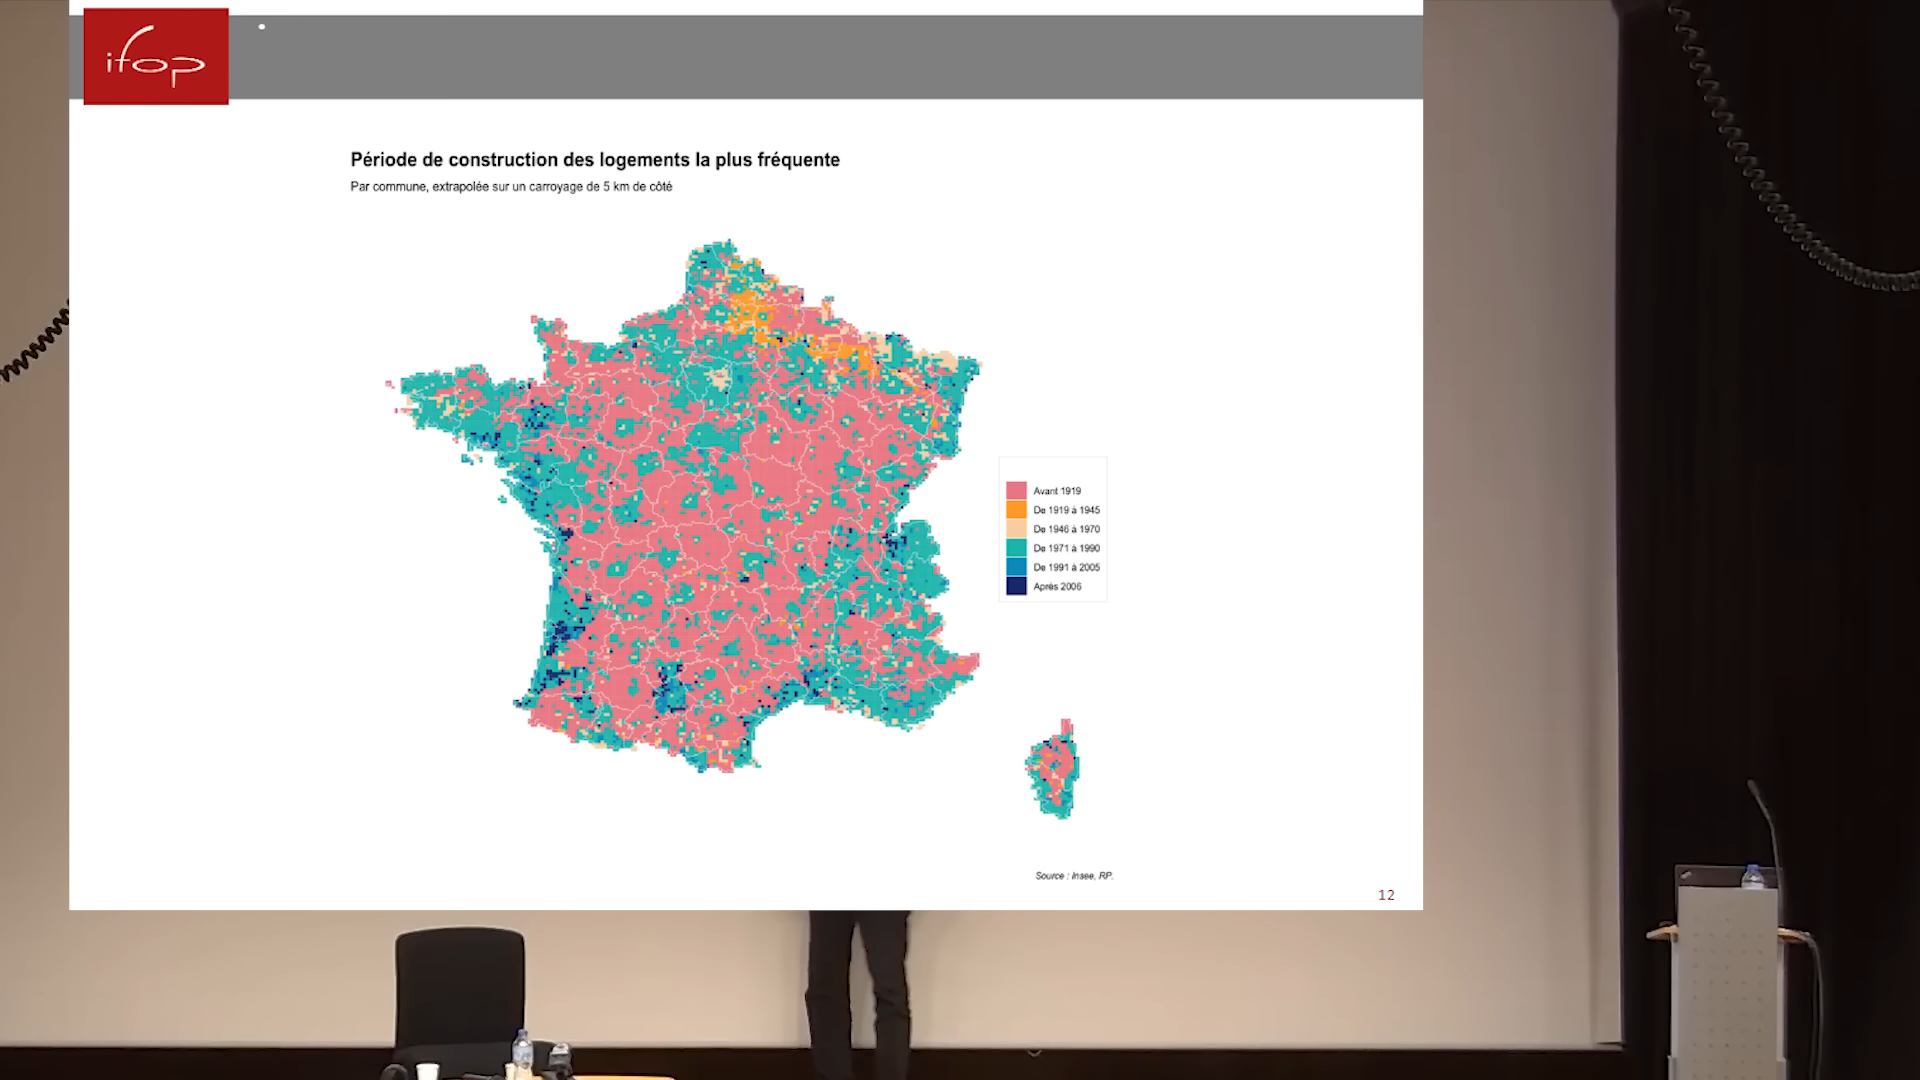 ifop
Période de construction des logements la plus fréquente
Par commune, extrapolée sur un carroyage de 5 km de côté
Avant 1919
De 1919 à 1945
De 1946 à 1970
De 1971 à 1990
De 1991 à 2005
Après 2006
Source : Insee, RP.
12